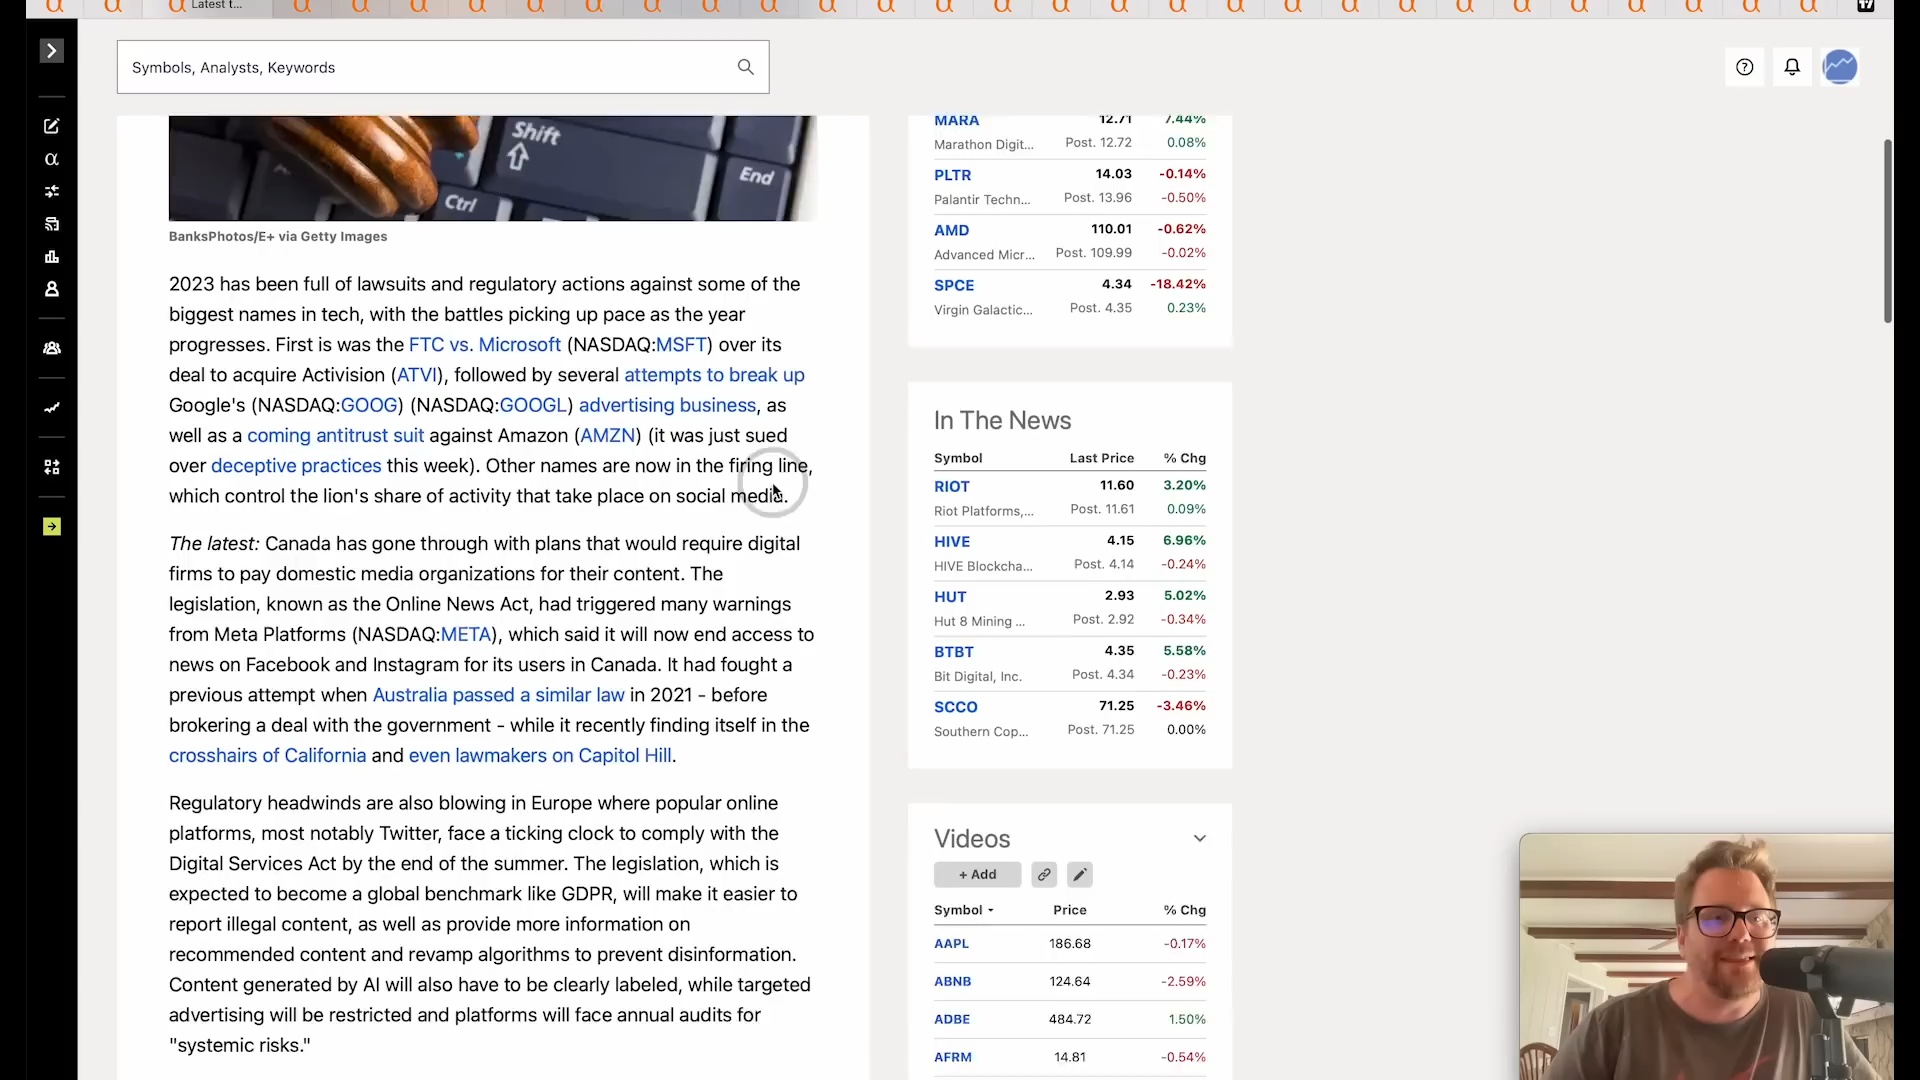 Latest t...
Symbols, Analysts, Keywords
Shift
End
Ctrl
BanksPhotos/E+ via Getty Images
2023 has been full of lawsuits and regulatory actions against some of the
biggest names in tech, with the battles picking up pace as the year
progresses. First is was the FTC vs. Microsoft (NASDAQ:MSFT) over its
deal to acquire Activision (ATVI), followed by several attempts to break up
Google's (NASDAQ:GOOG) (NASDAQ:GOOGL) advertising business, as
well as a coming antitrust suit against Amazon (AMZN) (it was just sued
over deceptive practices this week). Other names are now in the firing line,
which control the lion's share of activity that take place on social media.
The latest: Canada has gone through with plans that would require digital
firms to pay domestic media organizations for their content. The
legislation, known as the Online News Act, had triggered many warnings
from Meta Platforms (NASDAQ:META), which said it will now end access to
news on Facebook and Instagram for its users in Canada. It had fought a
previous attempt when Australia passed a similar law in 2021 - before
brokering a deal with the government - while it recently finding itself in the
crosshairs of California and even lawmakers on Capitol Hill.
Regulatory headwinds are also blowing in Europe where popular online
platforms, most notably Twitter, face a ticking clock to comply with the
Digital Services Act by the end of the summer. The legislation, which is
expected to become a global benchmark like GDPR, will make it easier to
report illegal content, as well as provide more information on
recommended content and revamp algorithms to prevent disinformation.
Content generated by AI will also have to be clearly labeled, while targeted
advertising will be restricted and platforms will face annual audits for
"systemic risks."
MARA 12.71 7.44%
Marathon Digit... Post. 12.72 0.08%
PLTR 14.03 -0.14%
Palantir Techn... Post. 13.96 -0.50%
AMD 110.01 -0.62%
Advanced Micr... Post. 109.99 -0.02%
SPCE 4.34 -18.42%
Virgin Galactic... Post. 4.35 0.23%
In The News
Symbol Last Price % Chg
RIOT 11.60 3.20%
Riot Platforms,... Post. 11.61 0.09%
HIVE 4.15 6.96%
HIVE Blockcha... Post. 4.14 -0.24%
HUT 2.93 5.02%
Hut 8 Mining ... Post. 2.92 -0.34%
BTBT 4.35 5.58%
Bit Digital, Inc. Post. 4.34 -0.23%
SCCO 71.25 -3.46%
Southern Cop... Post. 71.25 0.00%
Videos
+ Add
Symbol Price % Chg
AAPL 186.68 -0.17%
ABNB 124.64 -2.59%
ADBE 484.72 1.50%
AFRM 14.81 -0.54%